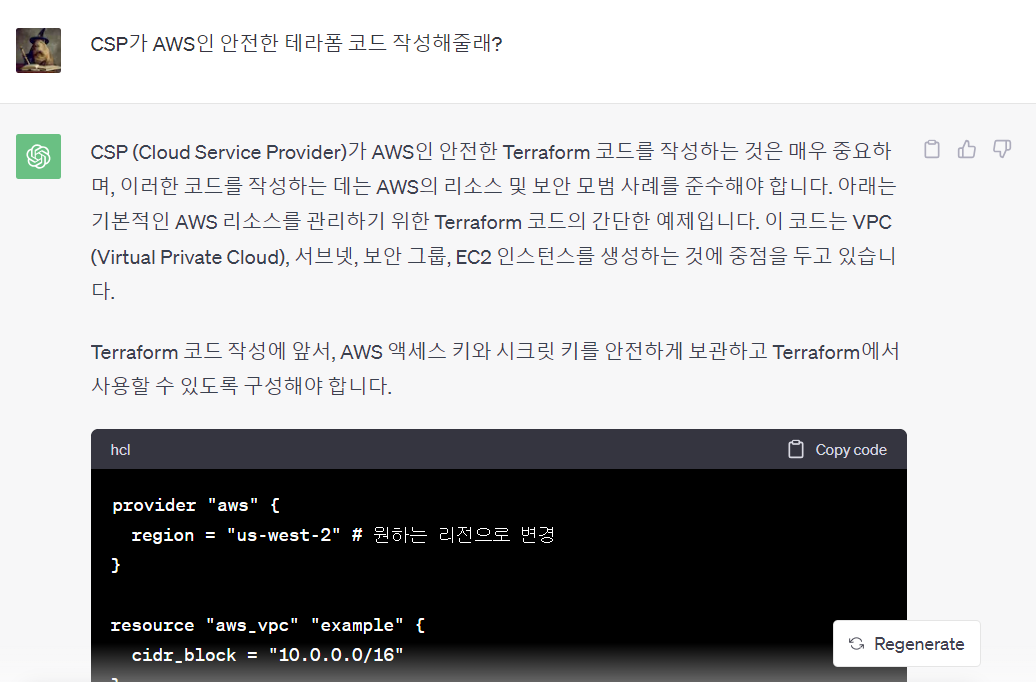 CSP가 AWS인 안전한 테라폼 코드 작성해줄래?
CSP (Cloud Service Provider)가 AWS인 안전한 Terraform 코드를 작성하는 것은 매우 중요하
며, 이러한 코드를 작성하는 데는 AWS의 리소스 및 보안 모범 사례를 준수해야 합니다. 아래는
기본적인 AWS 리소스를 관리하기 위한 Terraform 코드의 간단한 예제입니다. 이 코드는 VPC
(Virtual Private Cloud), 서브넷, 보안 그룹, EC2 인스턴스를 생성하는 것에 중점을 두고 있습니
다.
Terraform 코드 작성에 앞서, AWS 액세스 키와 시크릿 키를 안전하게 보관하고 Terraform에서
사용할 수 있도록 구성해야 합니다.
hcl
Copy code
provider "aws" {
  region = "us-west-2" # 원하는 리전으로 변경
}
resource "aws_vpc" "example" {
  cidr_block = "10.0.0.0/16"
}
Regenerate